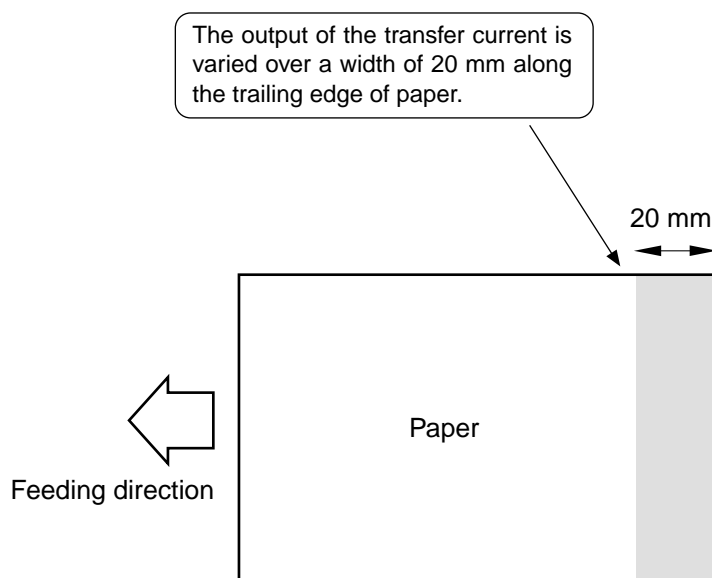 The output of the transfer current is
varied over a width of 20 mm along
the trailing edge of paper.
20 mm
Paper
Feeding direction